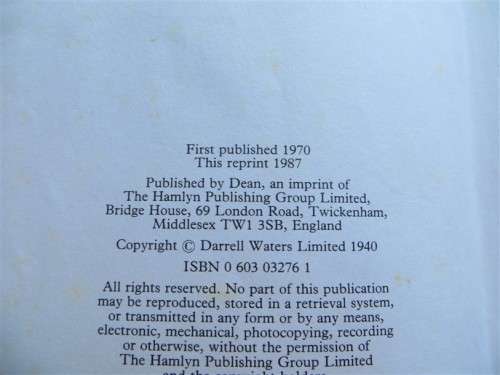 First published 1970
This reprint 1987
Published by Dean, an imprint of
The Hamlyn Publishing Group Limited,
Bridge House, 69 London Road, Twickenham,
Middlesex TW1 3SB, England
Copyright © Darrell Waters Limited 1940
ISBN 0 603 03276 1
All rights reserved. No part of this publication
may be reproduced, stored in a retrieval system,
or transmitted in any form or by any means,
electronic, mechanical, photocopying, recording
or otherwise, without the permission of
The Hamlyn Publishing Group Limited
and the copyright holders